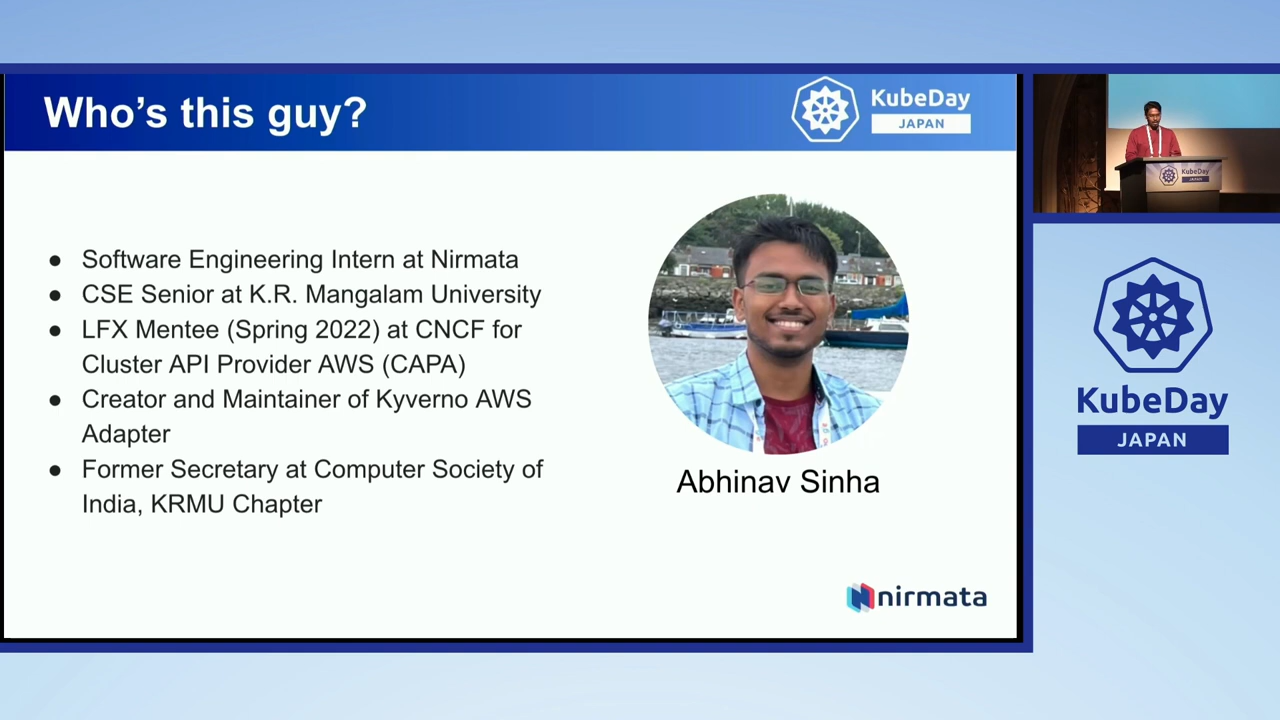 Who's this guy?
KubeDay
JAPAN
● Software Engineering Intern at Nirmata
● CSE Senior at K.R. Mangalam University
● LFX Mentee (Spring 2022) at CNCF for
Cluster API Provider AWS (CAPA)
● Creator and Maintainer of Kyverno AWS
Adapter
● Former Secretary at Computer Society of
India, KRMU Chapter
Abhinav Sinha
nirmata
KubeDay
JAPAN
KubeDay
JAPAN